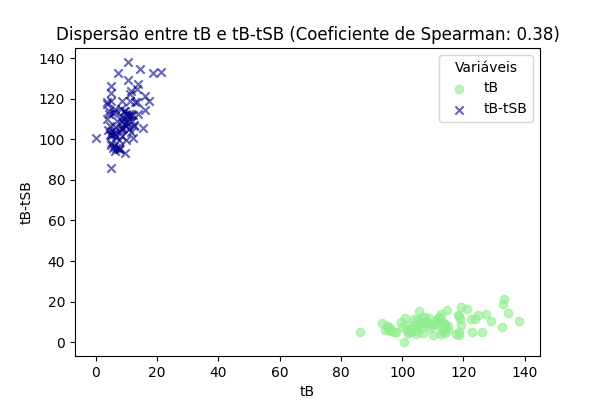 Dispersão entre tB e tB-tSB (Coeficiente de Spearman: 0.38)
Variáveis
tB
tB-tSB
140
120
100
80
60
40
20
0
tB-tSB
0 20 40 60 80 100 120 140
tB